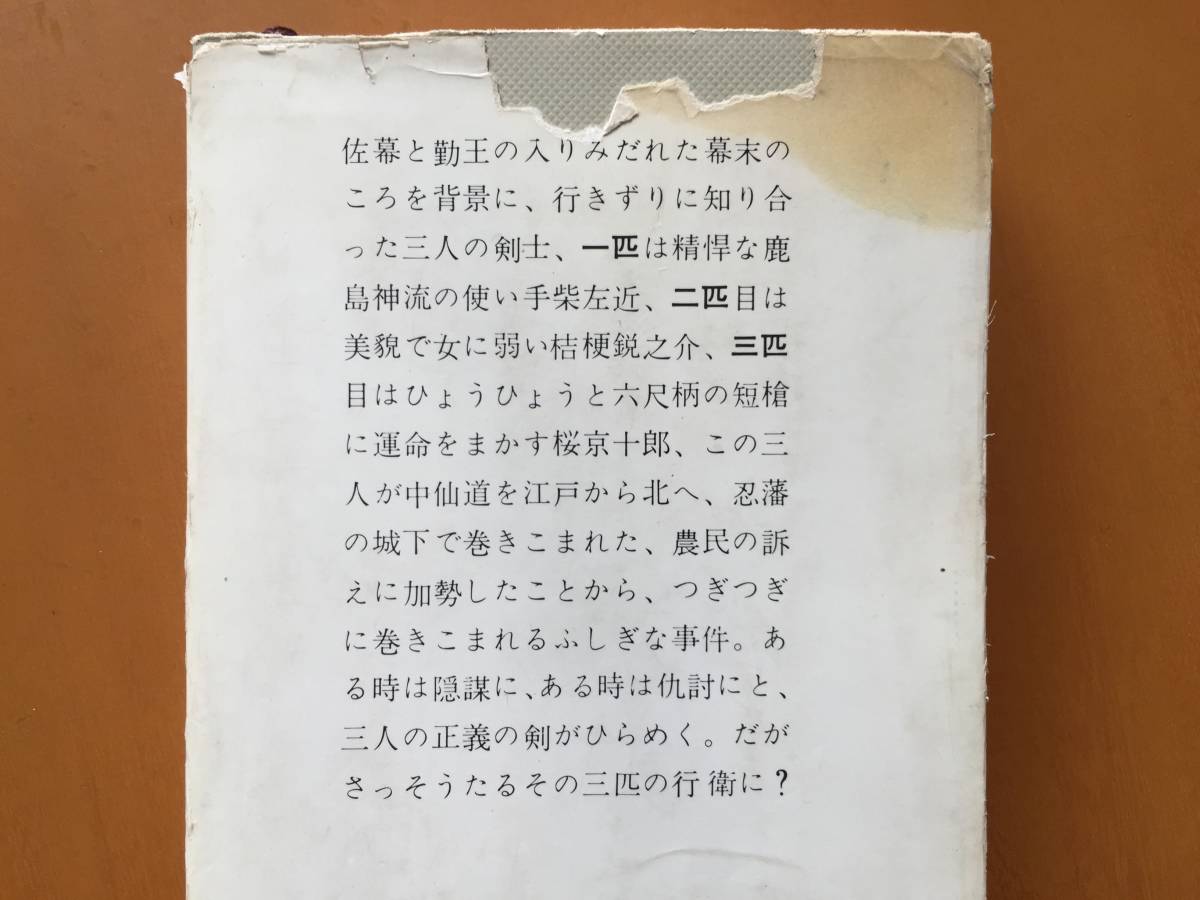 佐幕と勤王の入りみだれた幕末の
ころを背景に、行きずりに知り合
った三人の剣士、一匹は精悍な鹿
島神流の使い手柴左近、二匹目は
美貌で女に弱い桔梗鋭之介、三匹
目はひょうひょうと六尺柄の短槍
に運命をまかす桜京十郎、この三
人が中仙道を江戸から北へ、忍藩
の城下で巻きこまれた、農民の訴
えに加勢したことから、つぎつぎ
に巻きこまれるふしぎな事件。あ
る時は隠謀に、ある時は仇討にと、
三人の正義の剣がひらめく。だが
さっそうたるその三匹の行衛に？